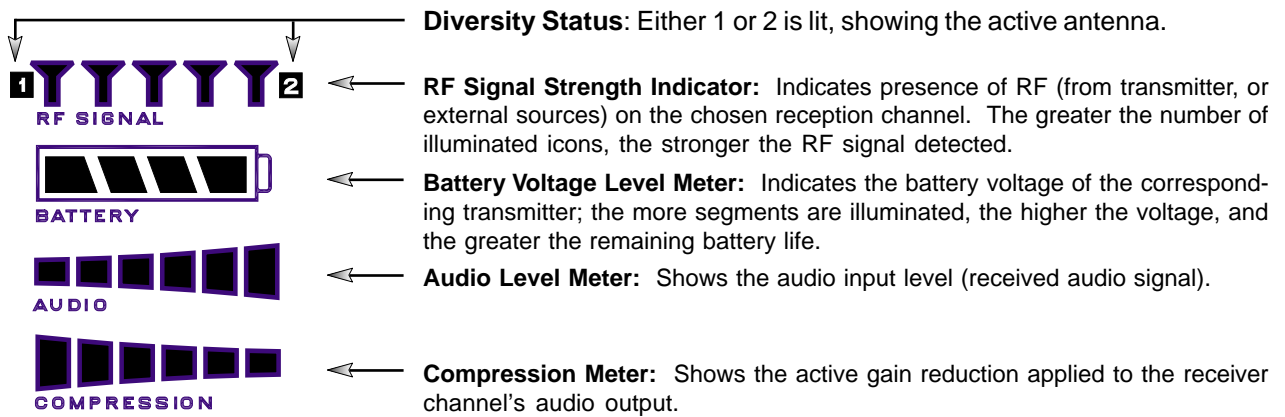 Diversity Status: Either 1 or 2 is lit, showing the active antenna.
1 2
RF SIGNAL
RF Signal Strength Indicator: Indicates presence of RF (from transmitter, or
external sources) on the chosen reception channel. The greater the number of
illuminated icons, the stronger the RF signal detected.
BATTERY
Battery Voltage Level Meter: Indicates the battery voltage of the correspond-
ing transmitter; the more segments are illuminated, the higher the voltage, and
the greater the remaining battery life.
AUDIO
Audio Level Meter: Shows the audio input level (received audio signal).
COMPRESSION
Compression Meter: Shows the active gain reduction applied to the receiver
channel's audio output.